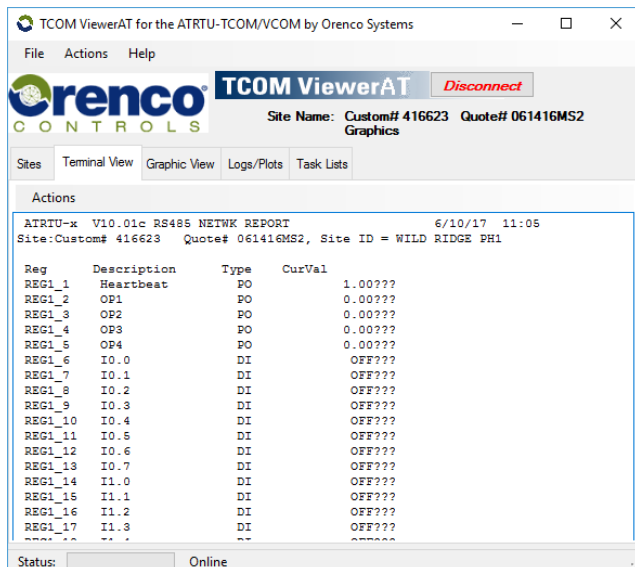 TCOM ViewerAT for the ATRTU-TCOM/VCOM by Orenco Systems
File Actions Help
Orenco
CONTROLS
TCOM ViewerAT
Disconnect
Site Name: Custom# 416623 Quote# 061416MS2
Graphics
Sites Terminal View Graphic View Logs/Plots Task Lists
Actions
ATRTU-x V10.01c RS485 NETWK REPORT 6/10/17 11:05
Site:Custom# 416623 Quote# 061416MS2, Site ID = WILD RIDGE PH1
Reg Description Type CurVal
REG1_1 Heartbeat PO 1.00???
REG1_2 OP1 PO 0.00???
REG1_3 OP2 PO 0.00???
REG1_4 OP3 PO 0.00???
REG1_5 OP4 PO 0.00???
REG1_6 I0.0 DI OFF???
REG1_7 I0.1 DI OFF???
REG1_8 I0.2 DI OFF???
REG1_9 I0.3 DI OFF???
REG1_10 I0.4 DI OFF???
REG1_11 I0.5 DI OFF???
REG1_12 I0.6 DI OFF???
REG1_13 I0.7 DI OFF???
REG1_14 I1.0 DI OFF???
REG1_15 I1.1 DI OFF???
REG1_16 I1.2 DI OFF???
REG1_17 I1.3 DI OFF???
Status: Online